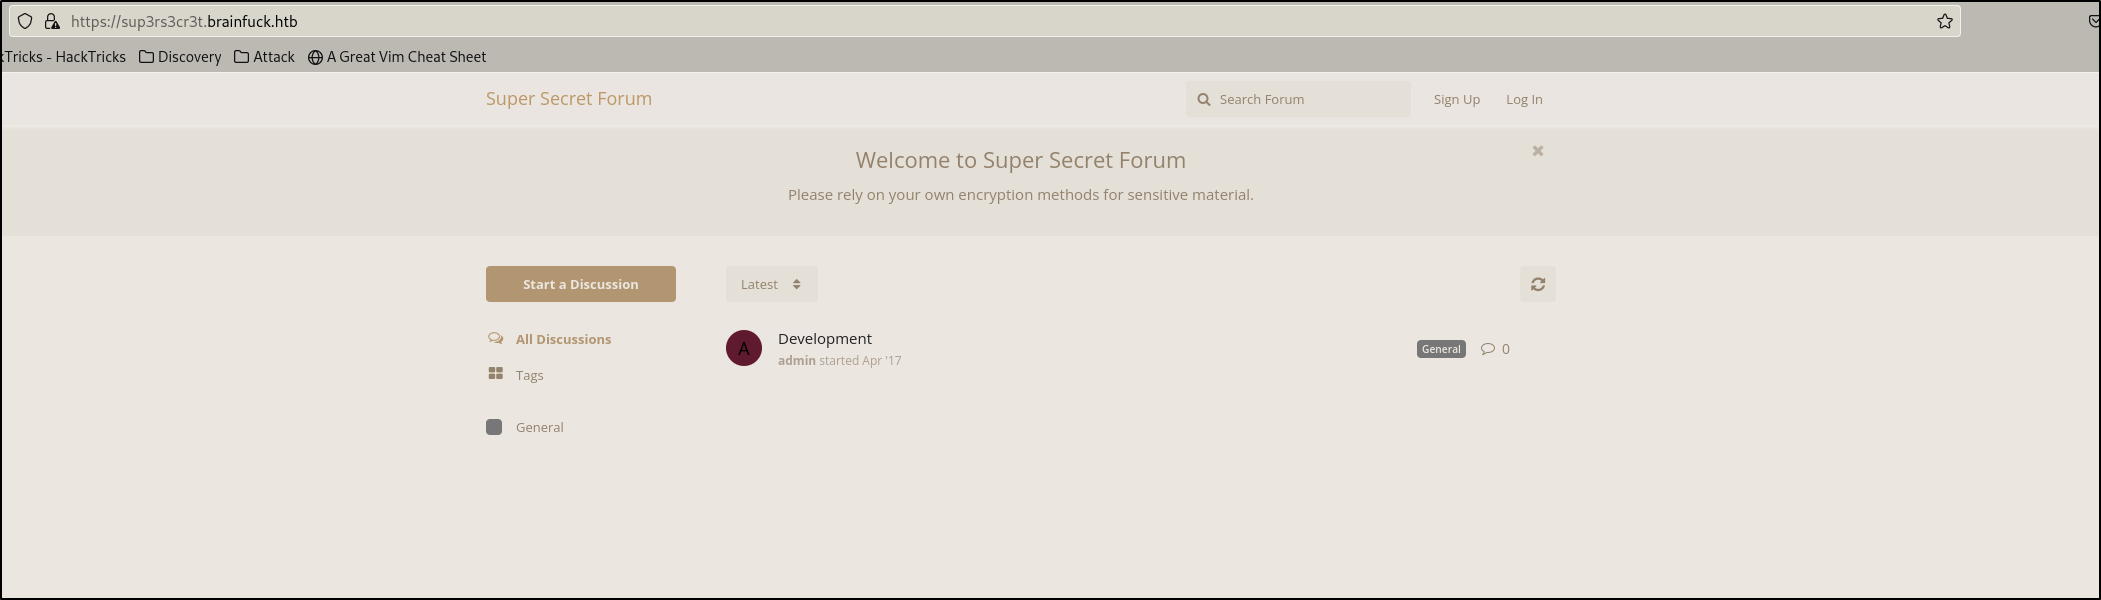 https://sup3rs3cr3t.brainfuck.htb
kTricks - HackTricks Discovery Attack A Great Vim Cheat Sheet
Super Secret Forum Search Forum Sign Up Log In
Welcome to Super Secret Forum
Please rely on your own encryption methods for sensitive material.
Start a Discussion Latest
All Discussions
Tags
General
A
Development
admin started Apr '17
General 0